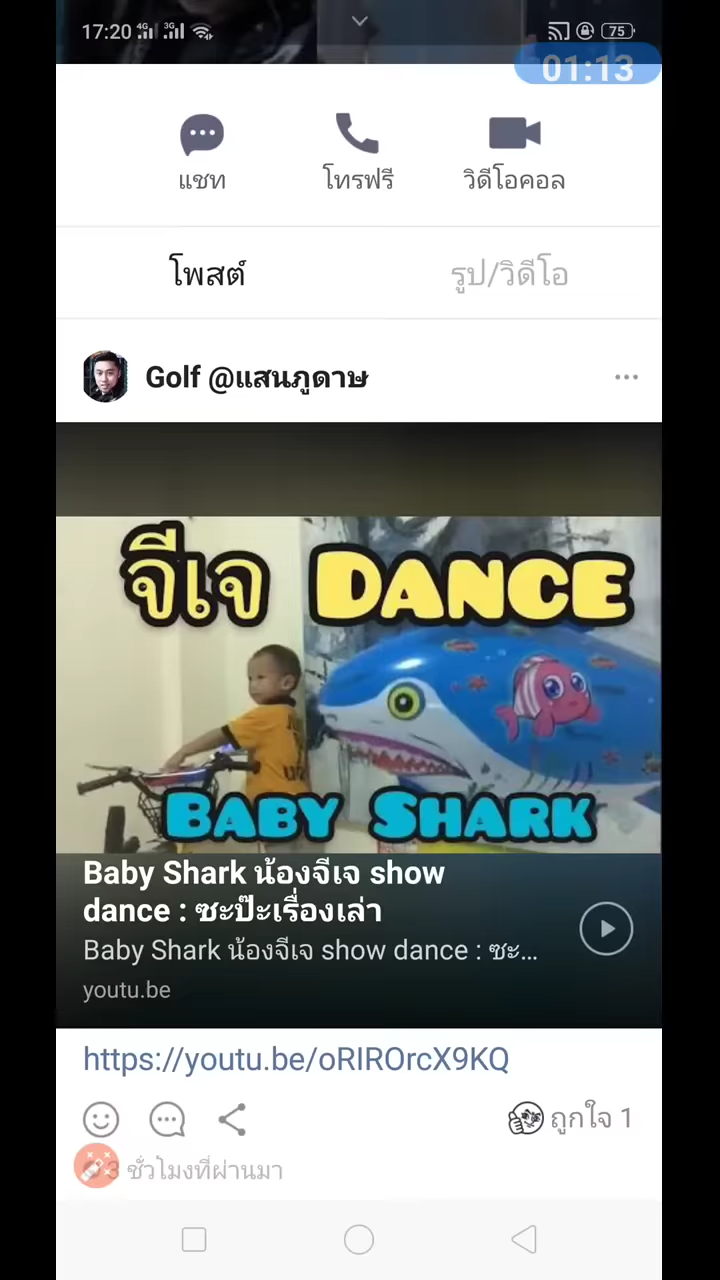 17:20 4G 3G 75
01:13
แชท โทรฟรี วิดีโอคอล
โพสต์ รูป/วิดีโอ
Golf @แสนภูดาษ
จีเจ DANCE
BABY SHARK
Baby Shark น้องจีเจ show
dance : ซะป๊ะเรื่องเล่า
Baby Shark น้องจีเจ show dance : ซะ...
youtu.be
https://youtu.be/oRIROrcX9KQ
ถูกใจ 1
3 ชั่วโมงที่ผ่านมา